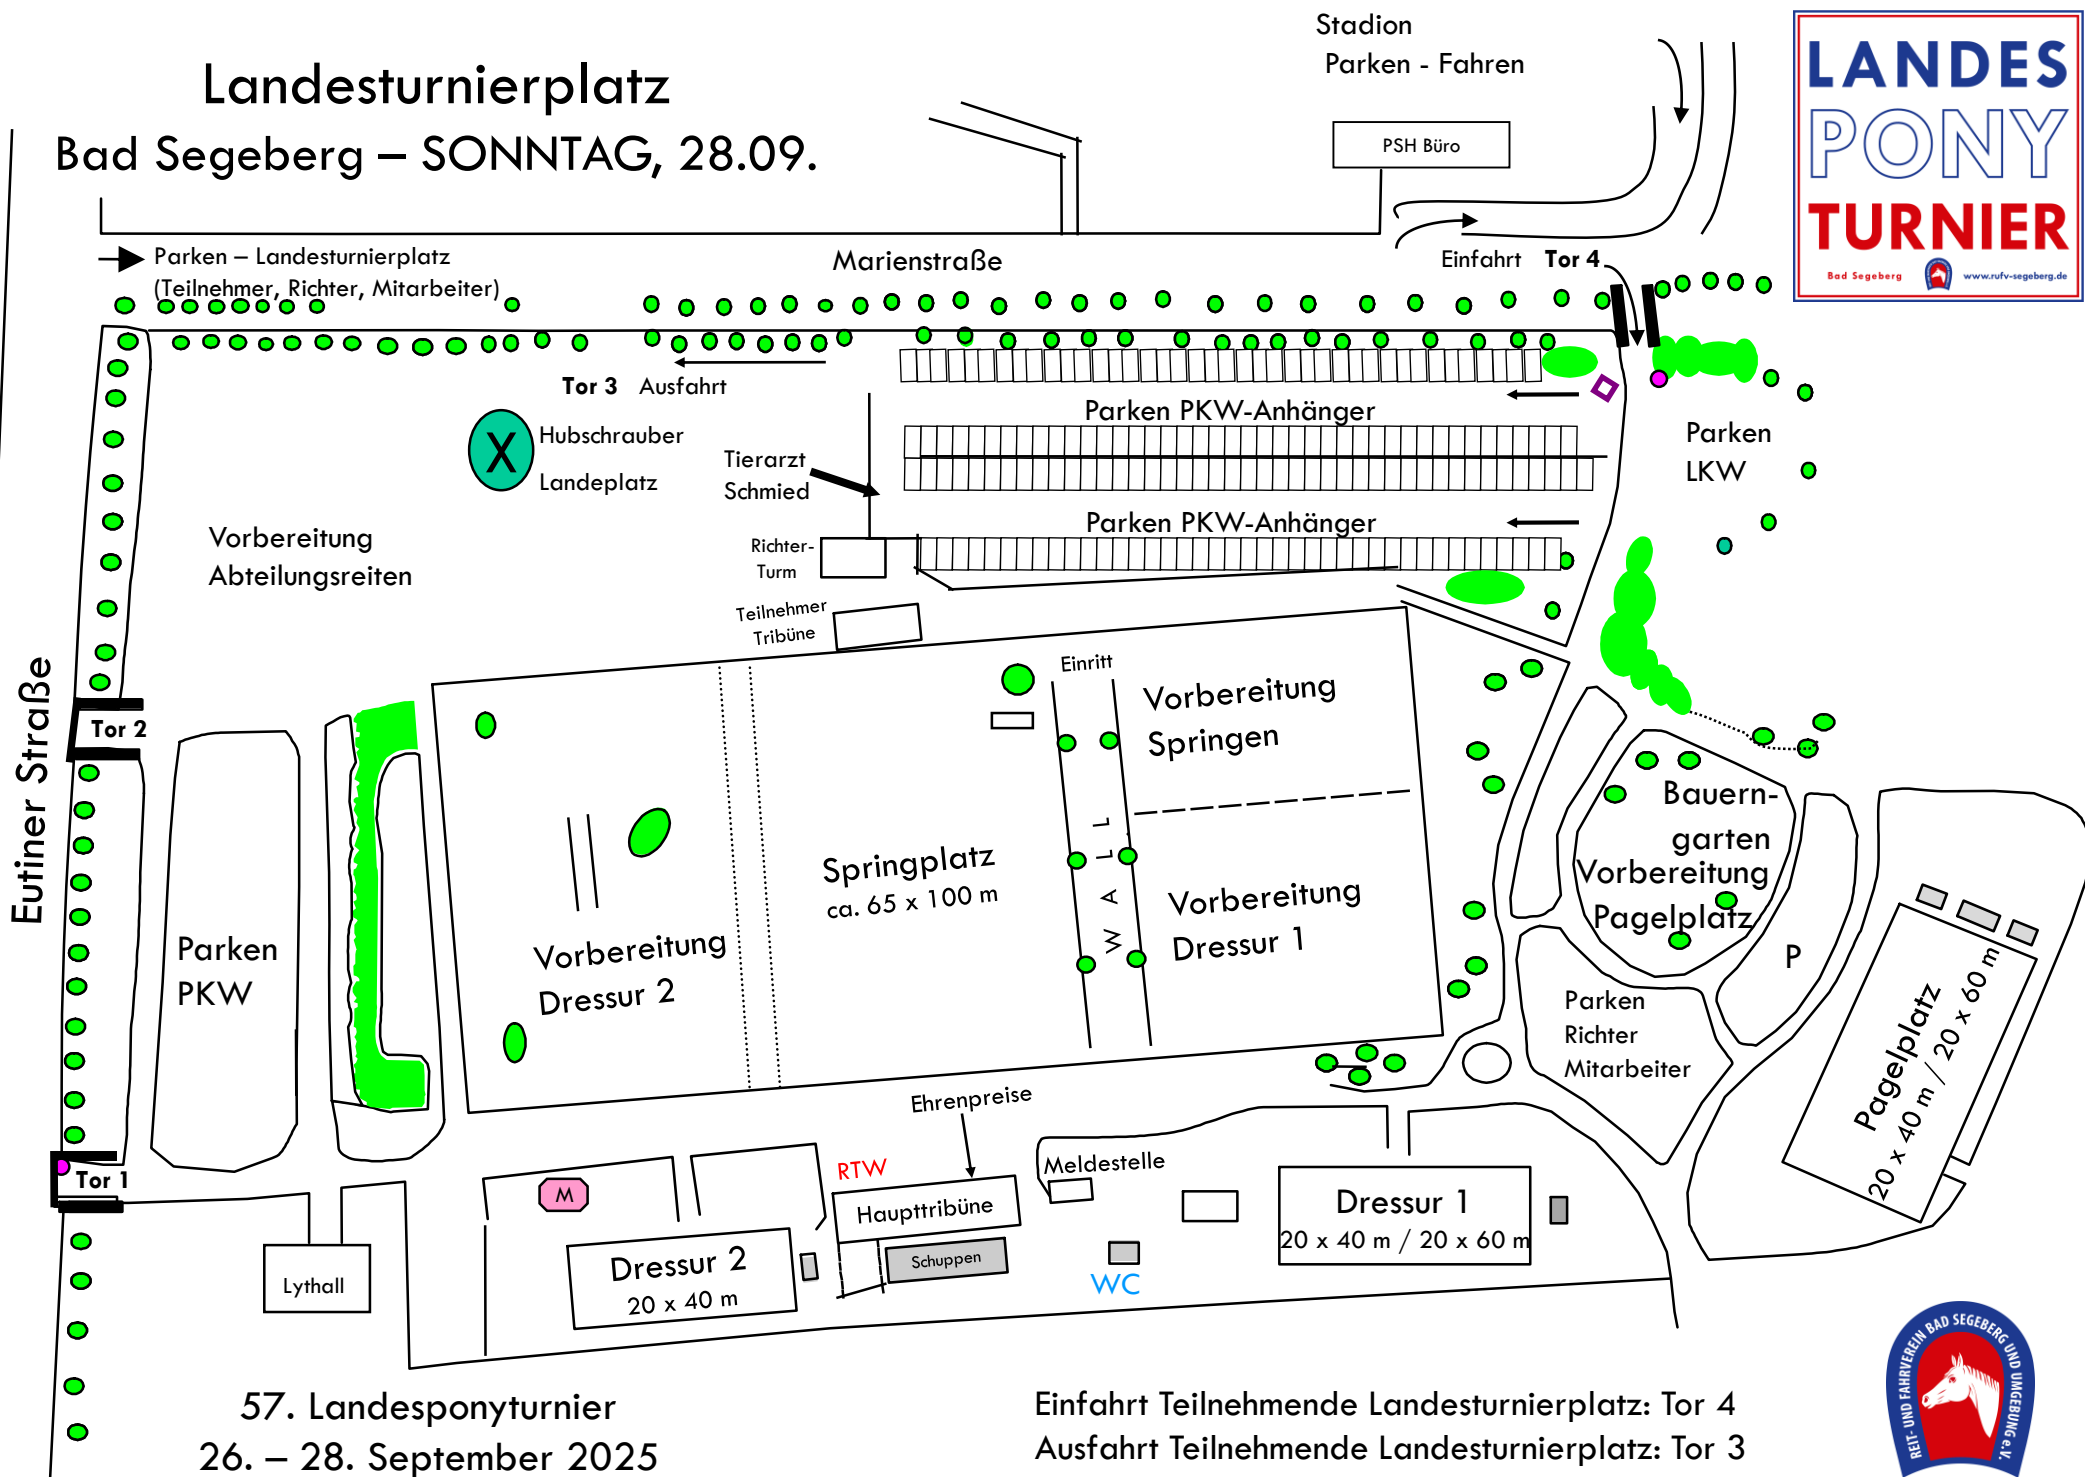 Landesturnierplatz
Bad Segeberg – SONNTAG, 28.09.
Stadion
Parken - Fahren
PSH Büro
LANDES
PONY
TURNIER
Bad Segeberg
www.rufv-segeberg.de
Parken – Landesturnierplatz
(Teilnehmer, Richter, Mitarbeiter)
Marienstraße
Einfahrt Tor 4
Tor 3 Ausfahrt
Parken PKW-Anhänger
X
Hubschrauber
Landeplatz
Tierarzt
Schmied
Parken
LKW
Parken PKW-Anhänger
Vorbereitung
Abteilungsreiten
Richter-
Turm
Teilnehmer
Tribüne
Eutiner Straße
Tor 2
Einritt
Vorbereitung
Springen
WALL
Springplatz
ca. 65 x 100 m
Vorbereitung
Dressur 1
Vorbereitung
Dressur 2
Parken
PKW
Bauern-
garten
Vorbereitung
Pagelplatz
P
Parken
Richter
Mitarbeiter
Pagelplatz
20 x 40 m / 20 x 60 m
Ehrenpreise
Tor 1
M
RTW
Haupttribüne
Meldestelle
Schuppen
WC
Dressur 1
20 x 40 m / 20 x 60 m
Dressur 2
20 x 40 m
Lythall
57. Landesponyturnier
26. – 28. September 2025
Einfahrt Teilnehmende Landesturnierplatz: Tor 4
Ausfahrt Teilnehmende Landesturnierplatz: Tor 3
REIT- UND FAHRVEREIN BAD SEGEBERG UND UMGEBUNG e.V.